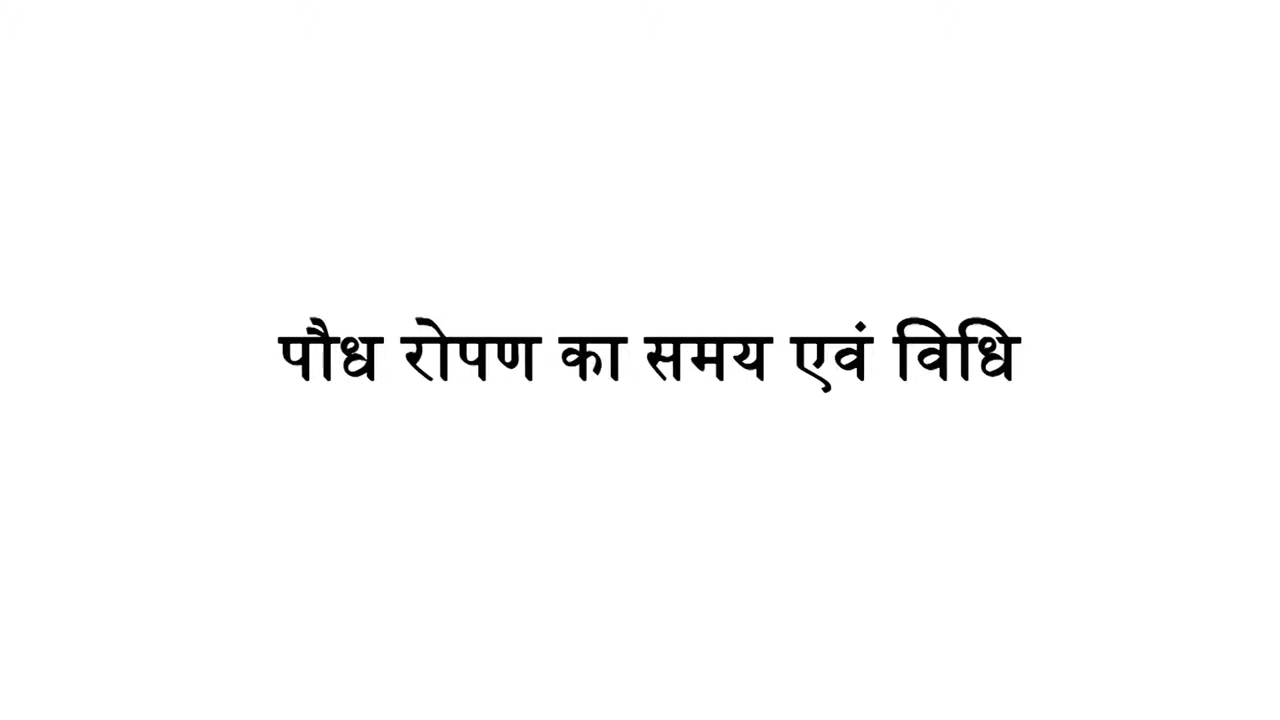 पौध रोपण का समय एवं विधि